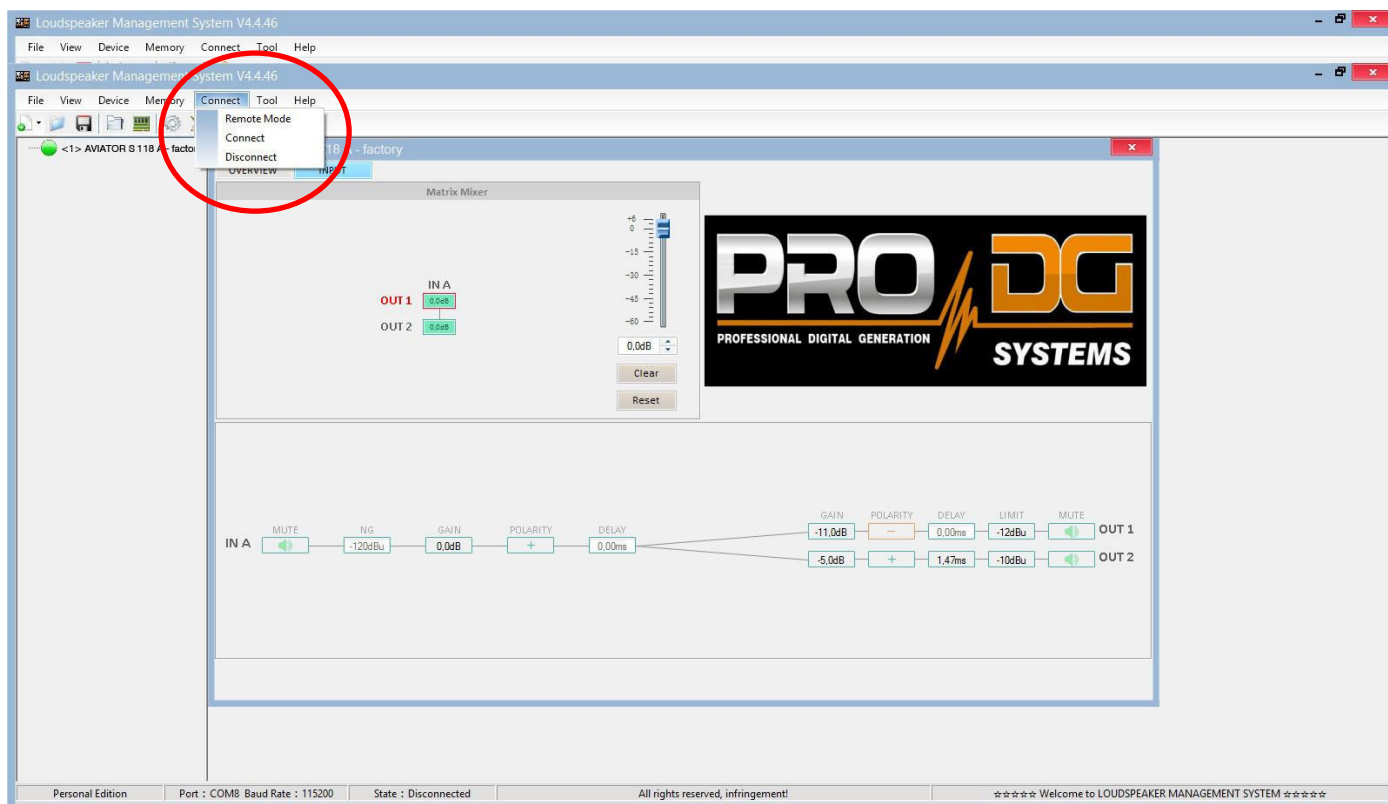 Loudspeaker Management System V4.4.46
File View Device Memory Connect Tool Help
Loudspeaker Management System V4.4.46
File View Device Memory Connect Tool Help
Remote Mode
Connect
Disconnect
<1> AVIATOR S 118 A - factor
118 A - factory
OVERVIEW INPUT
Matrix Mixer
+6
0
-15
-30
-45
-60
IN A
OUT 1 0,0dB
OUT 2 0,0dB
0,0dB
Clear
Reset
PRO DG
PROFESSIONAL DIGITAL GENERATION
SYSTEMS
GAIN POLARITY DELAY LIMIT MUTE
-11,0dB − 0,00ms -12dBu OUT 1
MUTE NG GAIN POLARITY DELAY
IN A -120dBu 0,0dB + 0,00ms
-5,0dB + 1,47ms -10dBu OUT 2
Personal Edition Port : COM8 Baud Rate : 115200 State : Disconnected All rights reserved, infringement! ☆☆☆☆☆ Welcome to LOUDSPEAKER MANAGEMENT SYSTEM ☆☆☆☆☆